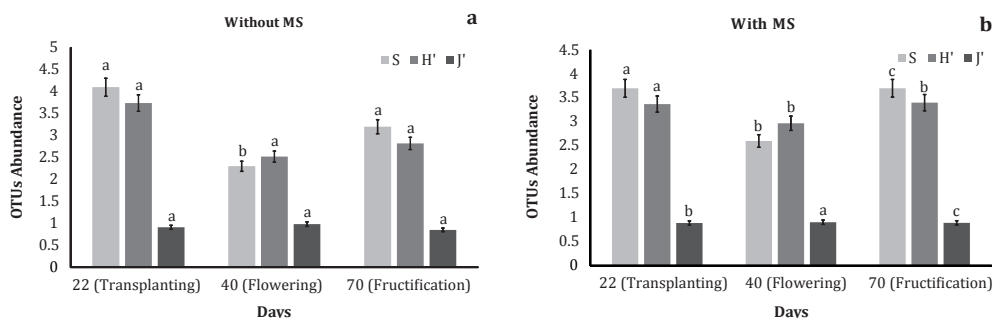 Without MS
a
5
4.5
4
3.5
3
2.5
2
1.5
1
0.5
0
OTUs Abundance
S H' J'
a a a
b a a
a a a
22 (Transplanting) 40 (Flowering) 70 (Fructification)
Days
With MS
b
4.5
4
3.5
3
2.5
2
1.5
1
0.5
0
OTUs Abundance
S H' J'
a a b
b b a
c b c
22 (Transplanting) 40 (Flowering) 70 (Fructification)
Days